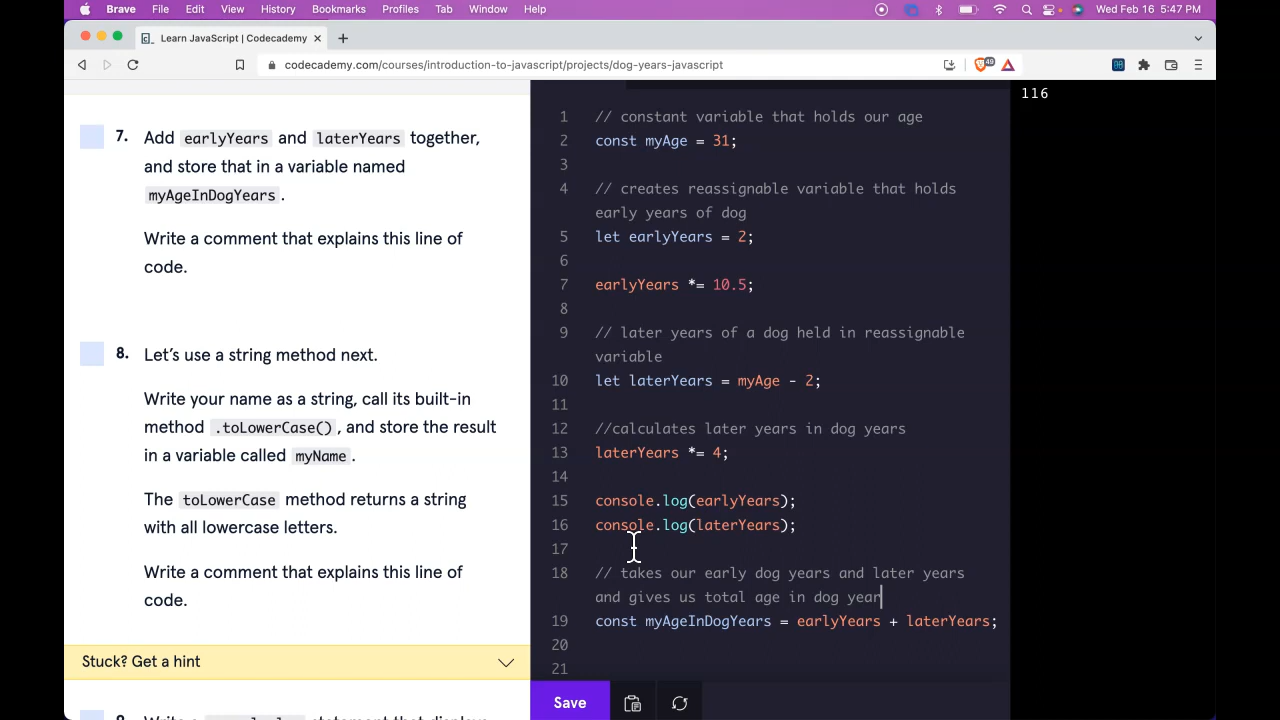 Brave File Edit View History Bookmarks Profiles Tab Window Help Wed Feb 16 5:47 PM
Learn JavaScript | Codecademy
codecademy.com/courses/introduction-to-javascript/projects/dog-years-javascript
49
7. Add earlyYears and laterYears together,
and store that in a variable named
myAgeInDogYears.
Write a comment that explains this line of
code.
8. Let's use a string method next.
Write your name as a string, call its built-in
method .toLowerCase(), and store the result
in a variable called myName.
The toLowerCase method returns a string
with all lowercase letters.
Write a comment that explains this line of
code.
Stuck? Get a hint
1 // constant variable that holds our age
2 const myAge = 31;
3
4 // creates reassignable variable that holds
early years of dog
5 let earlyYears = 2;
6
7 earlyYears *= 10.5;
8
9 // later years of a dog held in reassignable
variable
10 let laterYears = myAge - 2;
11
12 //calculates later years in dog years
13 laterYears *= 4;
14
15 console.log(earlyYears);
16 console.log(laterYears);
17
18 // takes our early dog years and later years
and gives us total age in dog year
19 const myAgeInDogYears = earlyYears + laterYears;
20
21
Save
116